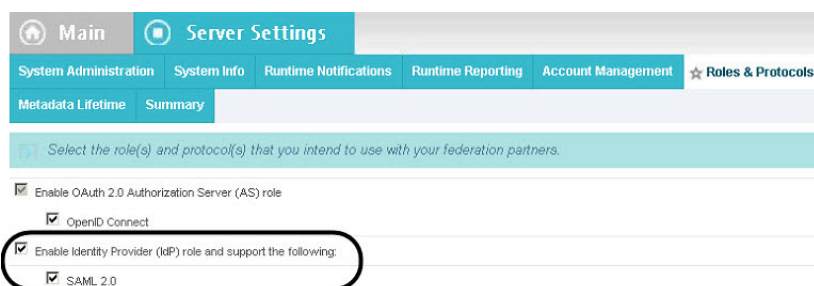 Main Server Settings
System Administration System Info Runtime Notifications Runtime Reporting Account Management Roles & Protocols
Metadata Lifetime Summary
Select the role(s) and protocol(s) that you intend to use with your federation partners.
Enable OAuth 2.0 Authorization Server (AS) role
OpenID Connect
Enable Identity Provider (IdP) role and support the following:
SAML 2.0